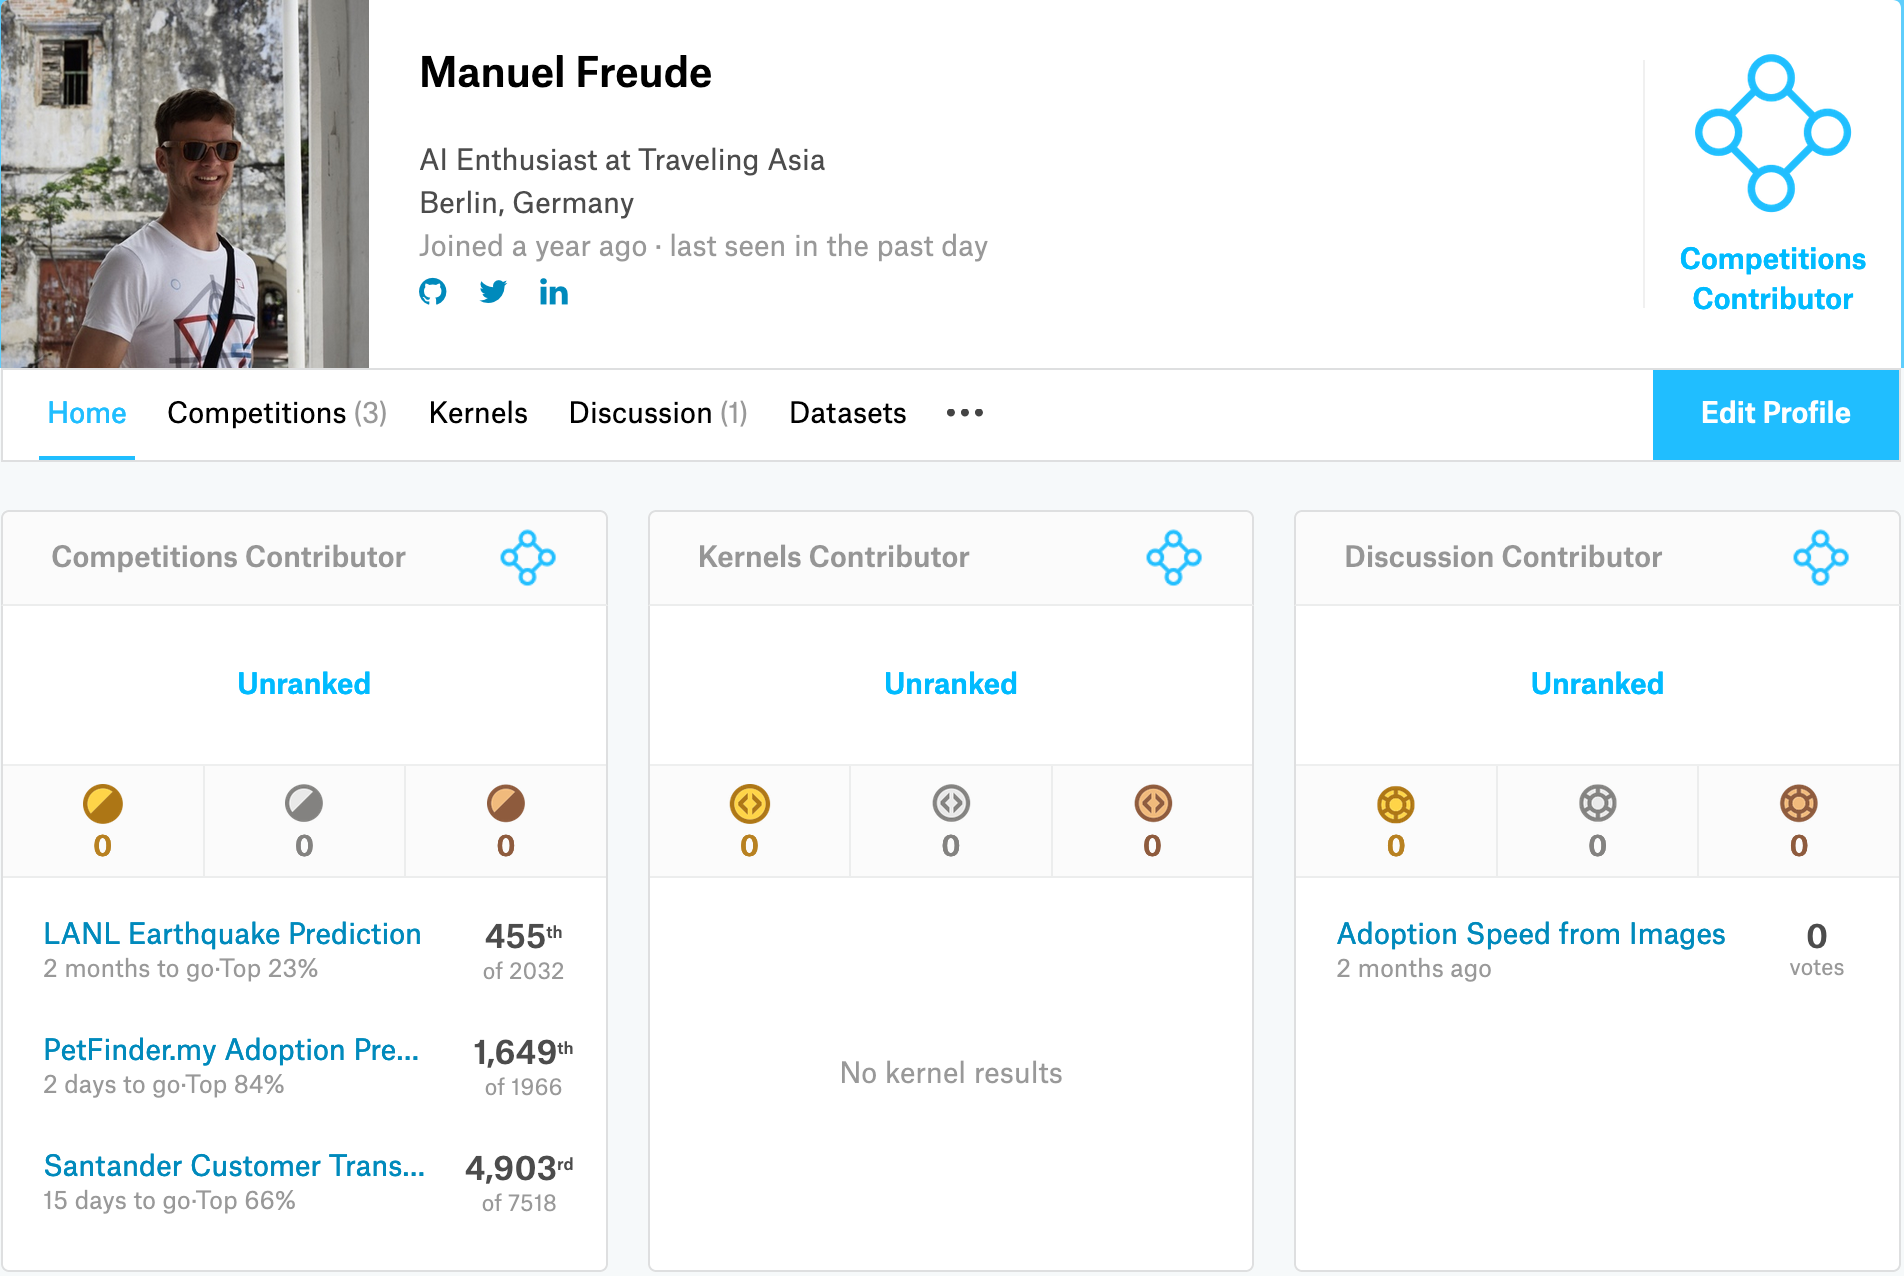 Manuel Freude
AI Enthusiast at Traveling Asia
Berlin, Germany
Joined a year ago · last seen in the past day
in
Competitions
Contributor
Home Competitions (3) Kernels Discussion (1) Datasets •••
Edit Profile
Competitions Contributor
Unranked
0 0 0
LANL Earthquake Prediction 455th
2 months to go·Top 23% of 2032
PetFinder.my Adoption Pre... 1,649th
2 days to go·Top 84% of 1966
Santander Customer Trans... 4,903rd
15 days to go·Top 66% of 7518
Kernels Contributor
Unranked
0 0 0
No kernel results
Discussion Contributor
Unranked
0 0 0
Adoption Speed from Images 0
2 months ago votes